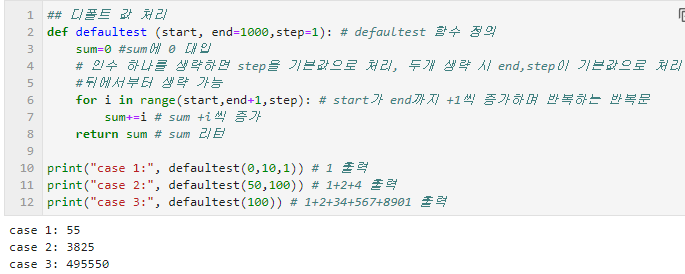 1 ## 디폴트 값 처리
2 def defaultest (start, end=1000,step=1): # defaultest 함수 정의
3 sum=0 #sum에 0 대입
4 # 인수 하나를 생략하면 step을 기본값으로 처리, 두개 생략 시 end,step이 기본값으로 처리
5 #뒤에서부터 생략 가능
6 for i in range(start,end+1,step): # start가 end까지 +1씩 증가하며 반복하는 반복문
7 sum+=i # sum +i씩 증가
8 return sum # sum 리턴
9
10 print("case 1:", defaultest(0,10,1)) # 1 출력
11 print("case 2:", defaultest(50,100)) # 1+2+4 출력
12 print("case 3:", defaultest(100)) # 1+2+34+567+8901 출력
case 1: 55
case 2: 3825
case 3: 495550